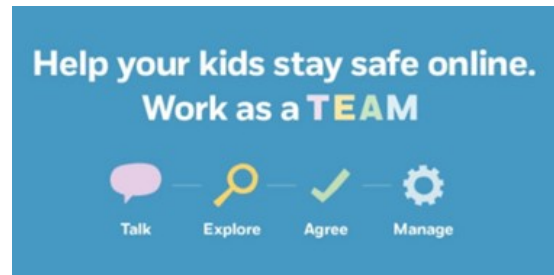 Help your kids stay safe online.
Work as a TEAM
Talk Explore Agree Manage